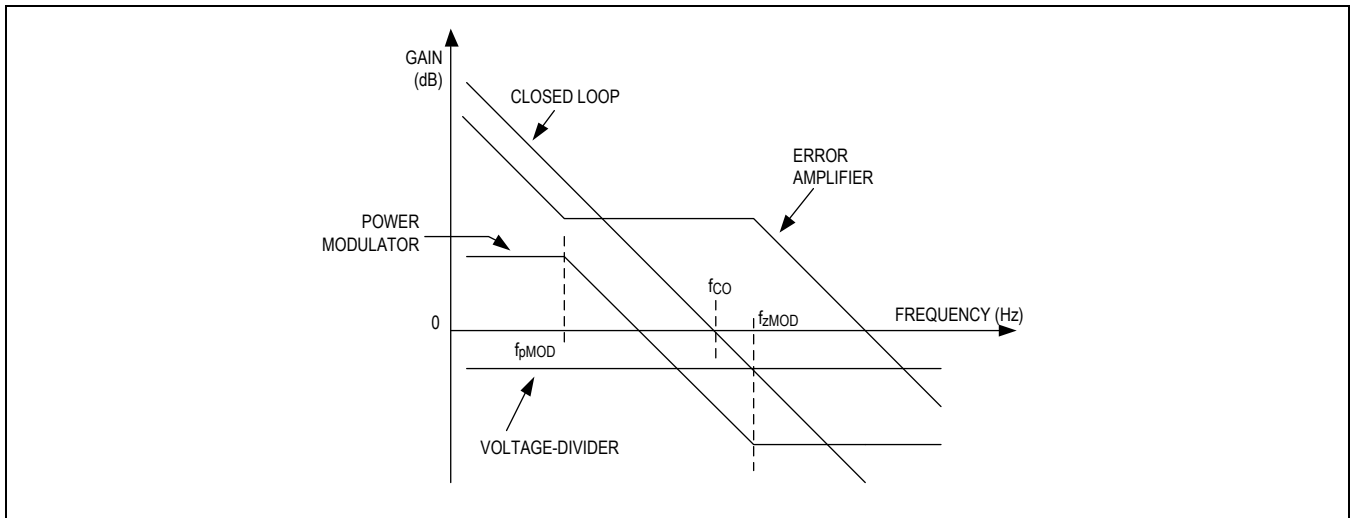 GAIN
(dB)
CLOSED LOOP
ERROR
AMPLIFIER
POWER
MODULATOR
fCO
fzMOD
FREQUENCY (Hz)
0
fpMOD
VOLTAGE-DIVIDER